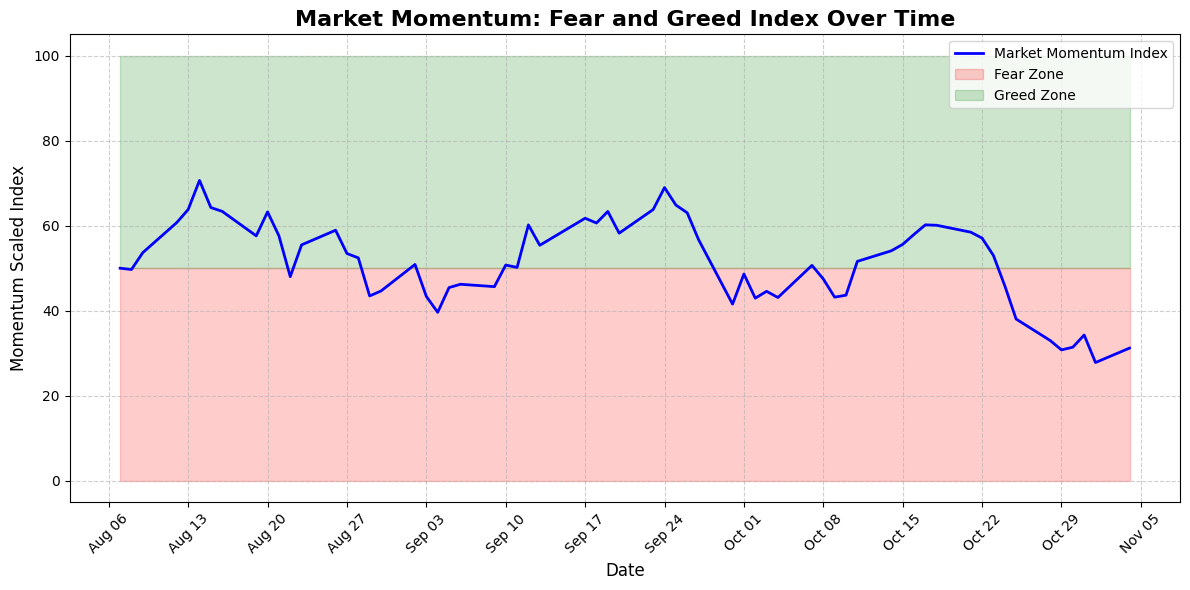 Market Momentum: Fear and Greed Index Over Time
Market Momentum Index
Fear Zone
Greed Zone
Momentum Scaled Index
100
80
60
40
20
0
Aug 06
Aug 13
Aug 20
Aug 27
Sep 03
Sep 10
Sep 17
Sep 24
Oct 01
Oct 08
Oct 15
Oct 22
Oct 29
Nov 05
Date